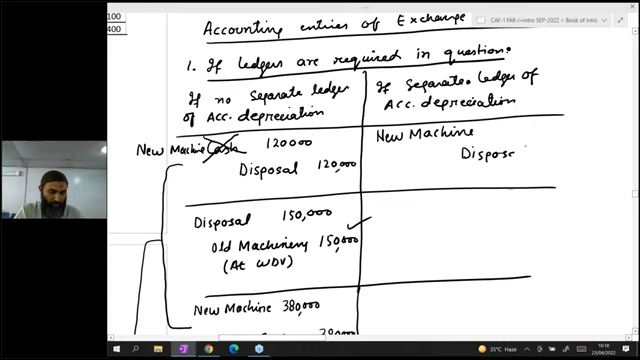 100
400
CAF-1 FAR-I+Intro SEP-2022 > Book of intro
Accounting entries of Exchange
1. If ledgers are required in question.
If no separate ledger of Acc. depreciation
If separate ledger of Acc. depreciation
New Machine Cash 120000
Disposal 120,000
New Machine
Dispose
Disposal 150,000
Old Machinery 150,000
(At WDV)
New Machine 380,000
35°C Haze
16:18
23/04/2022